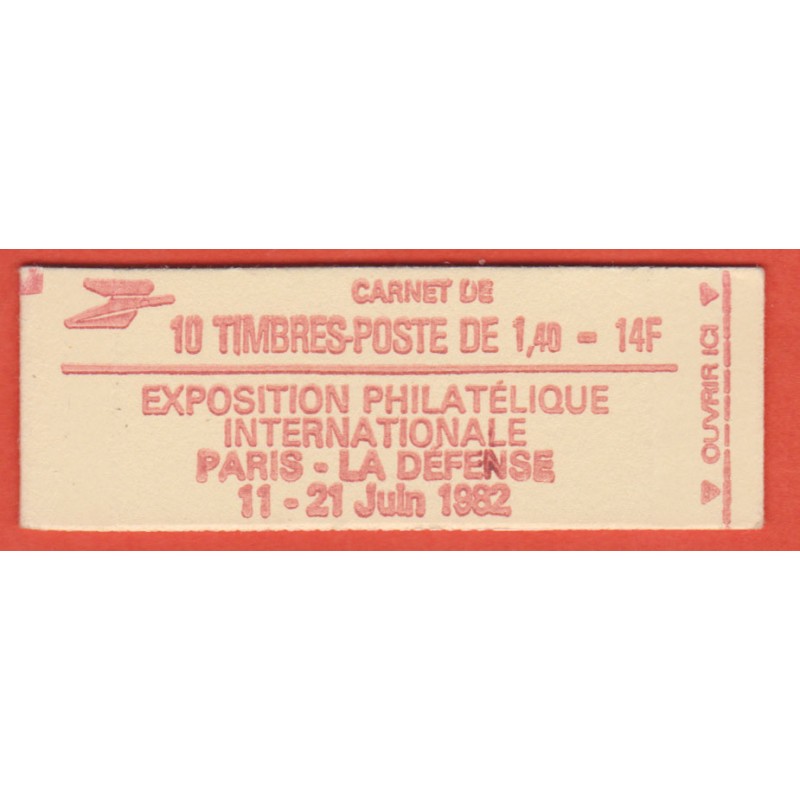 CARNET DE
10 TIMBRES-POSTE DE 1,40 = 14F
EXPOSITION PHILATÉLIQUE
INTERNATIONALE
PARIS - LA DÉFENSE
11 - 21 Juin 1982
OUVRIR ICI